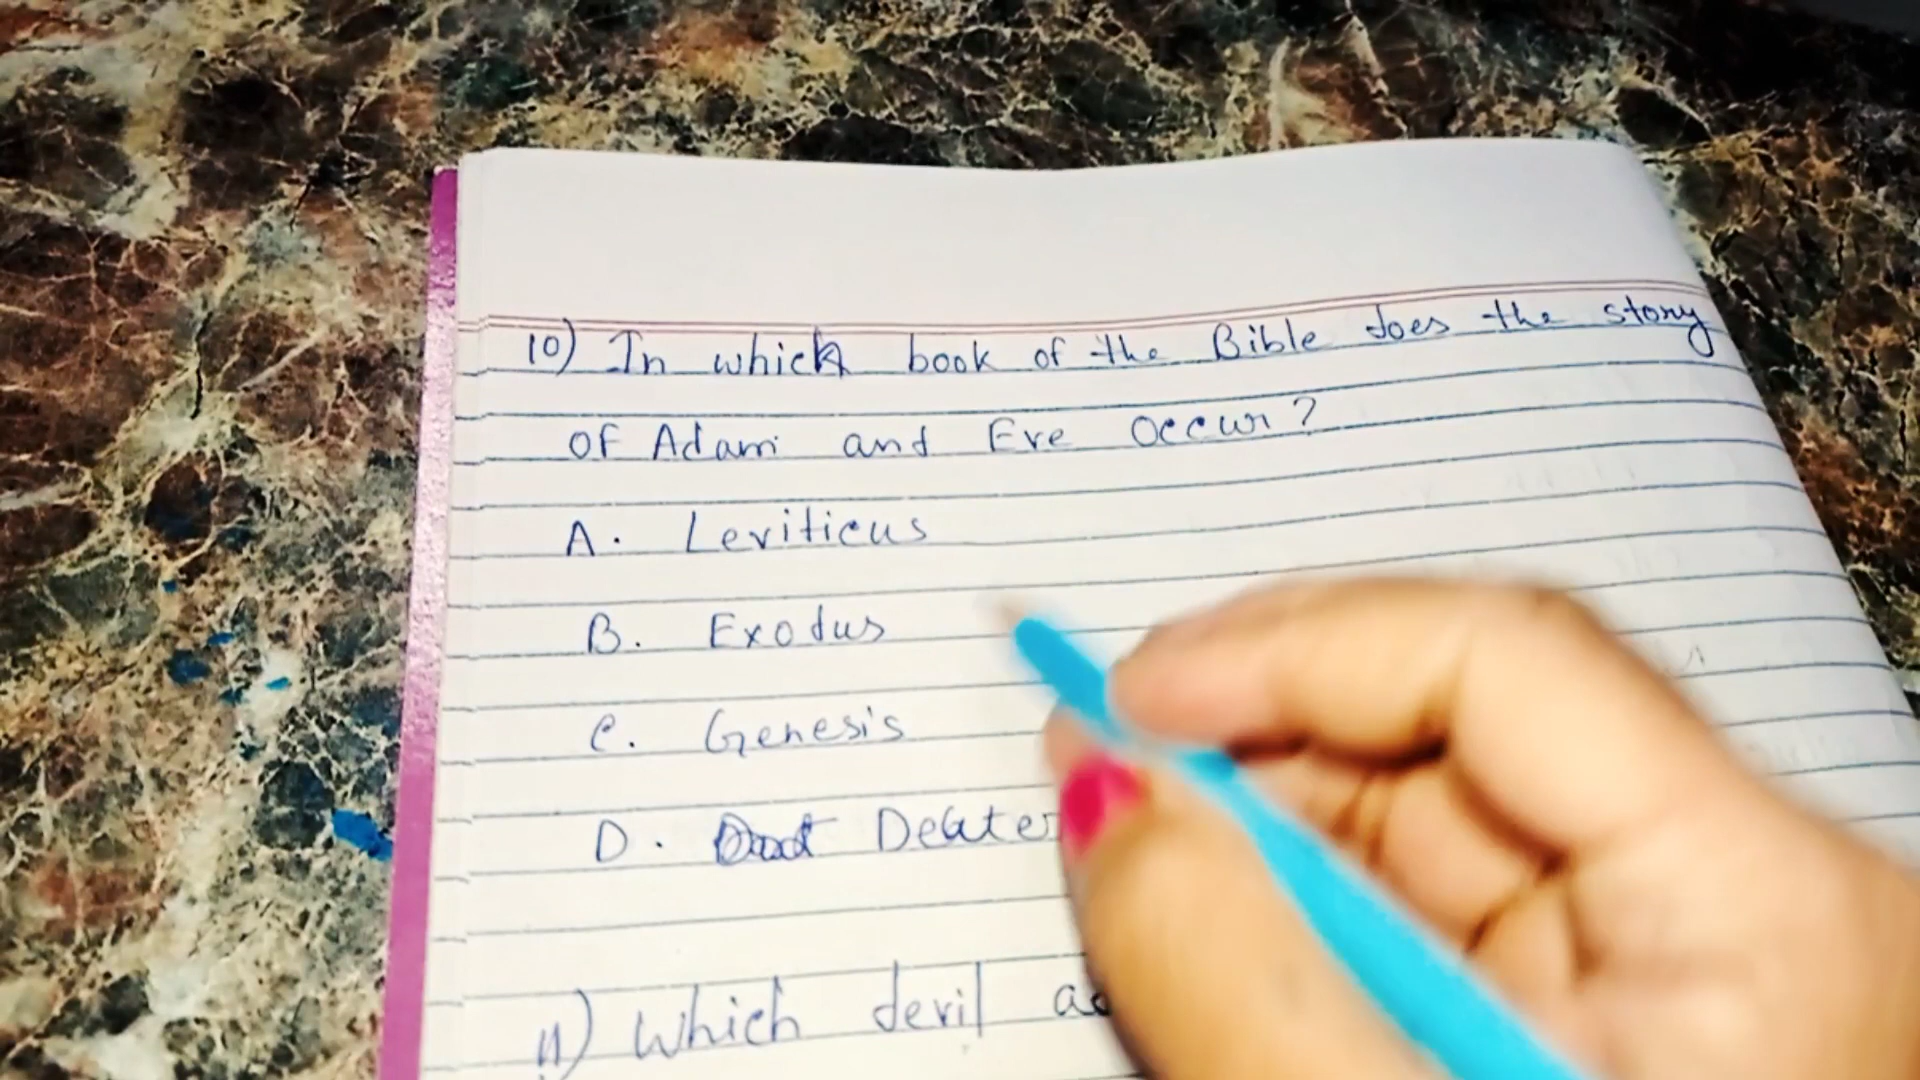 10) In which book of the Bible does the story
of Adam and Eve occur?
A. Leviticus
B. Exodus
C. Genesis
D. Deuter
11) Which devil